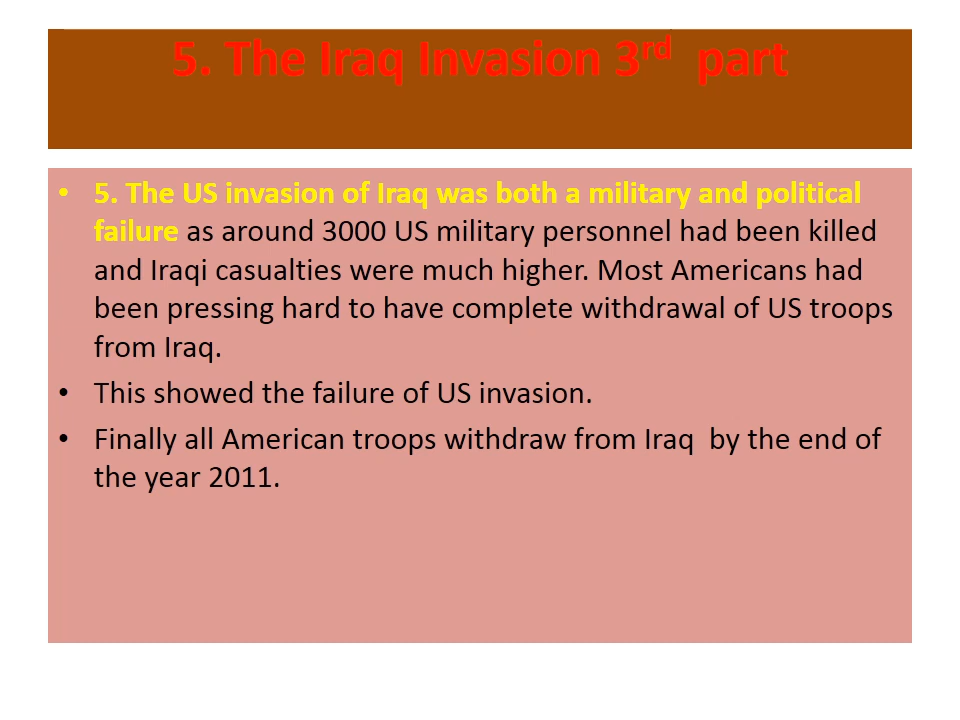 5. The Iraq Invasion 3rd  part
• 5. The US invasion of Iraq was both a military and political
failure as around 3000 US military personnel had been killed
and Iraqi casualties were much higher. Most Americans had
been pressing hard to have complete withdrawal of US troops
from Iraq.
• This showed the failure of US invasion.
• Finally all American troops withdraw from Iraq  by the end of
the year 2011.